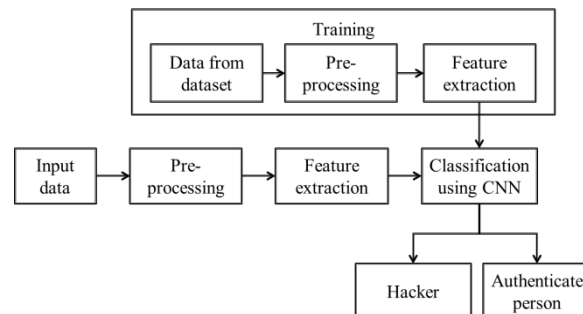 Training
Data from
dataset
Pre-
processing
Feature
extraction
Input
data
Pre-
processing
Feature
extraction
Classification
using CNN
Hacker
Authenticate
person